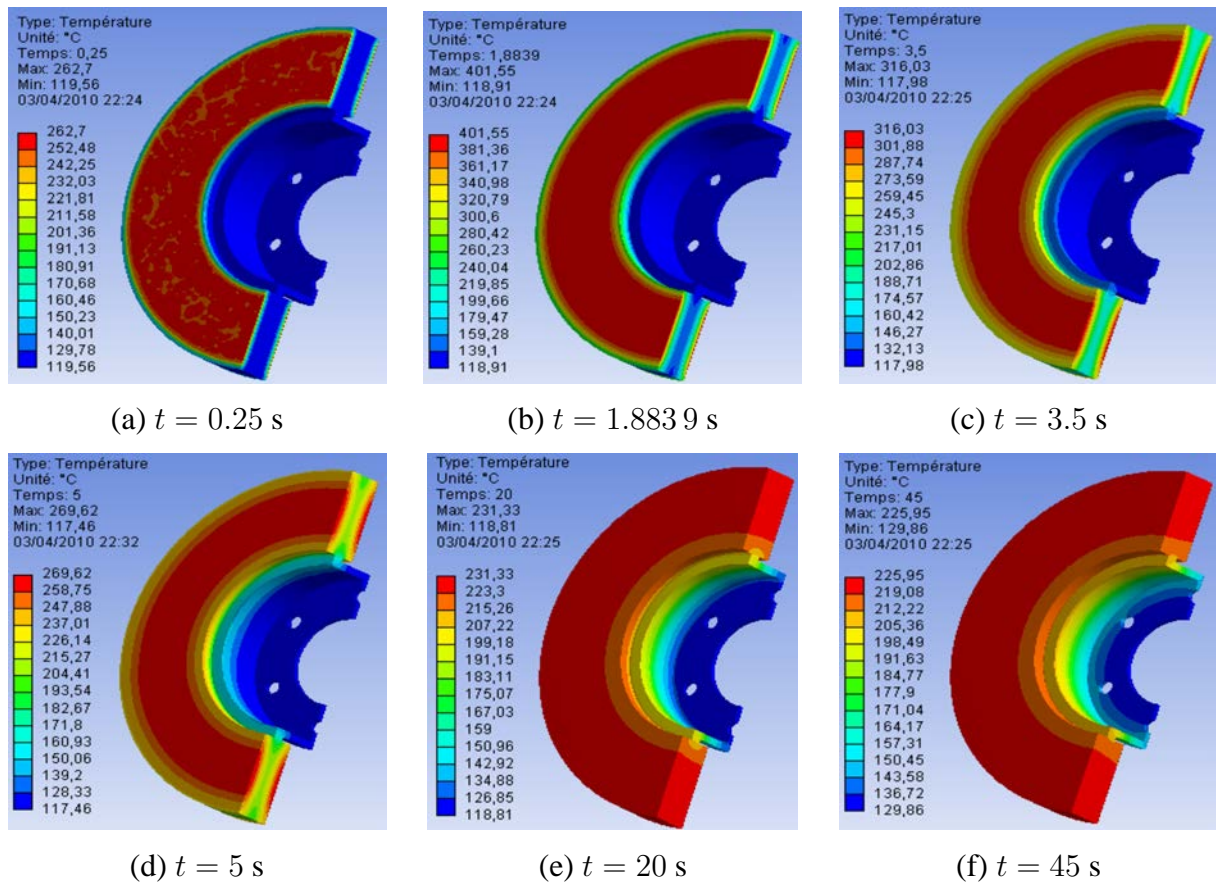 Type: Température
Unité: °C
Temps: 0,25
Max: 262,7
Min: 119,56
03/04/2010 22:24
262,7
252,48
242,25
232,03
221,81
211,58
201,36
191,13
180,91
170,68
160,46
150,23
140,01
129,78
119,56
(a) t = 0.25 s
Type: Température
Unité: °C
Temps: 1,8839
Max: 401,55
Min: 118,91
03/04/2010 22:24
401,55
381,36
361,17
340,98
320,79
300,6
280,42
260,23
240,04
219,85
199,66
179,47
159,28
139,1
118,91
(b) t = 1.883 9 s
Type: Température
Unité: °C
Temps: 3,5
Max: 316,03
Min: 117,98
03/04/2010 22:25
316,03
301,88
287,74
273,59
259,45
245,3
231,15
217,01
202,86
188,71
174,57
160,42
146,27
132,13
117,98
(c) t = 3.5 s
Type: Température
Unité: °C
Temps: 5
Max: 269,62
Min: 117,46
03/04/2010 22:32
269,62
258,75
247,88
237,01
226,14
215,27
204,41
193,54
182,67
171,8
160,93
150,06
139,2
128,33
117,46
(d) t = 5 s
Type: Température
Unité: °C
Temps: 20
Max: 231,33
Min: 118,81
03/04/2010 22:25
231,33
223,3
215,26
207,22
199,18
191,15
183,11
175,07
167,03
159
150,96
142,92
134,88
126,85
118,81
(e) t = 20 s
Type: Température
Unité: °C
Temps: 45
Max: 225,95
Min: 129,86
03/04/2010 22:25
225,95
219,08
212,22
205,36
198,49
191,63
184,77
177,9
171,04
164,17
157,31
150,45
143,58
136,72
129,86
(f) t = 45 s